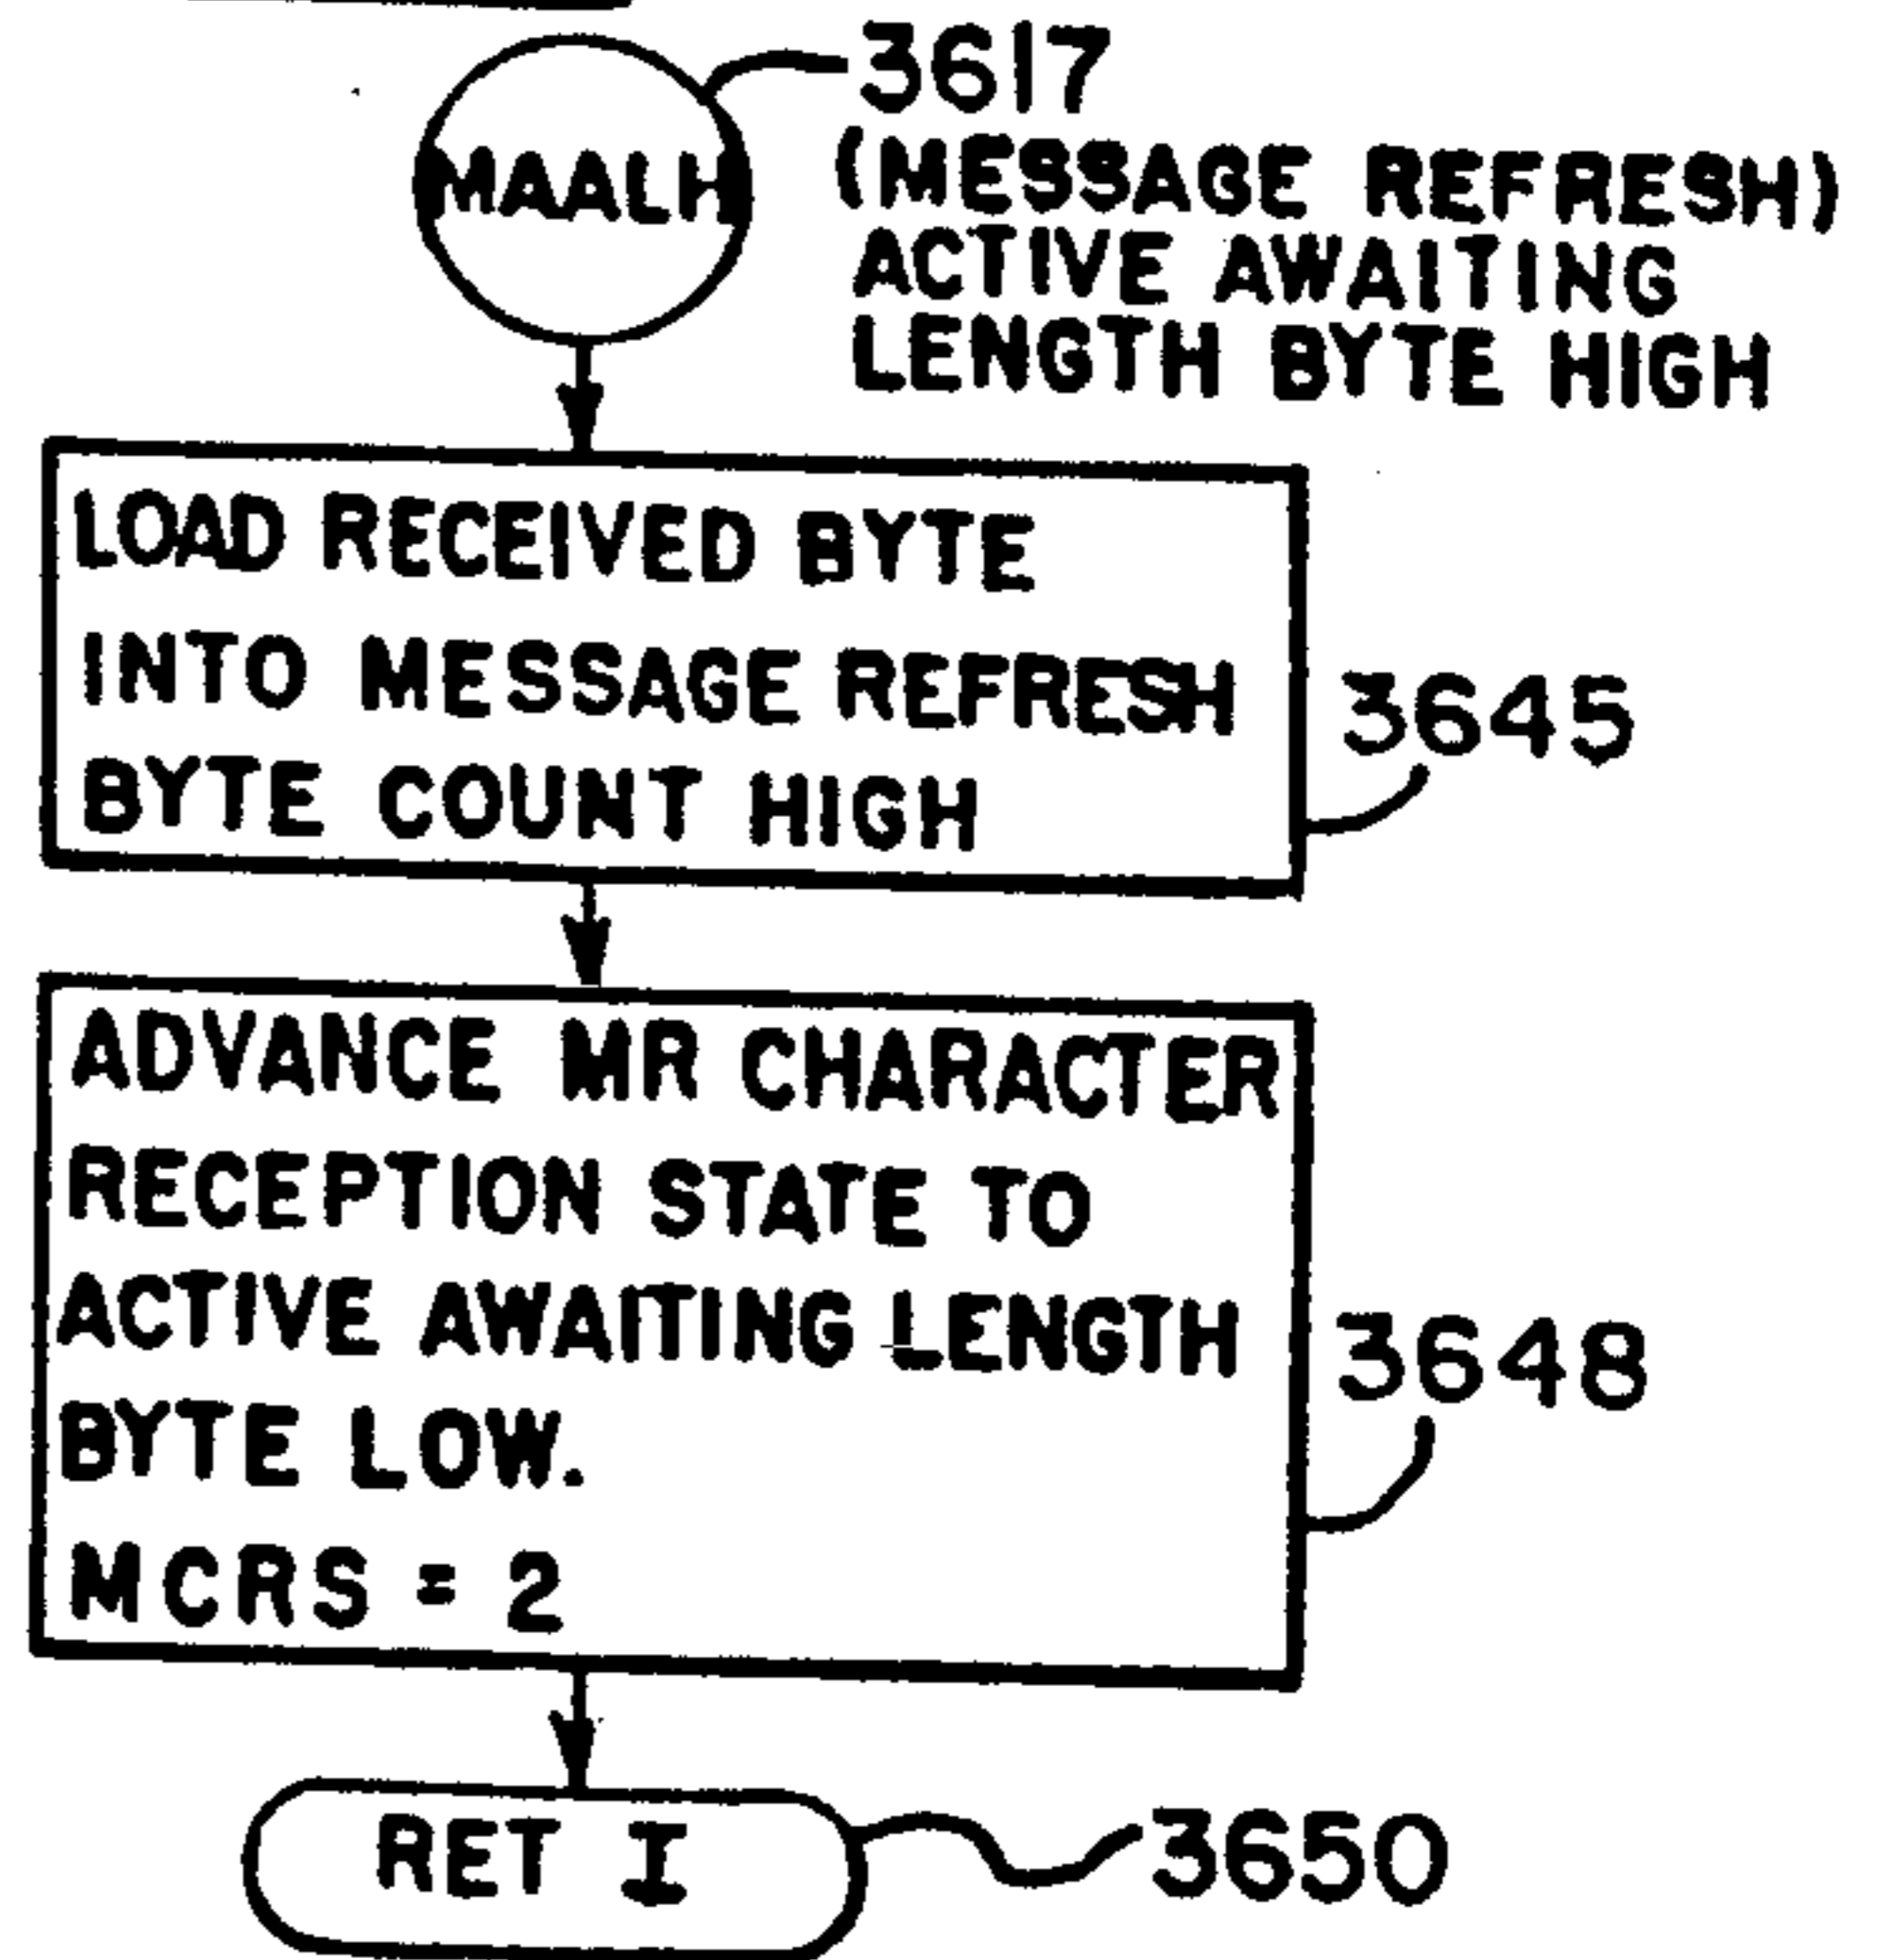 3617
MAALH
(MESSAGE REFRESH)
ACTIVE AWAITING
LENGTH BYTE HIGH
LOAD RECEIVED BYTE
INTO MESSAGE REFRESH
BYTE COUNT HIGH
3645
ADVANCE MR CHARACTER
RECEPTION STATE TO
ACTIVE AWAITING LENGTH
BYTE LOW.
MCRS = 2
3648
RET I
3650